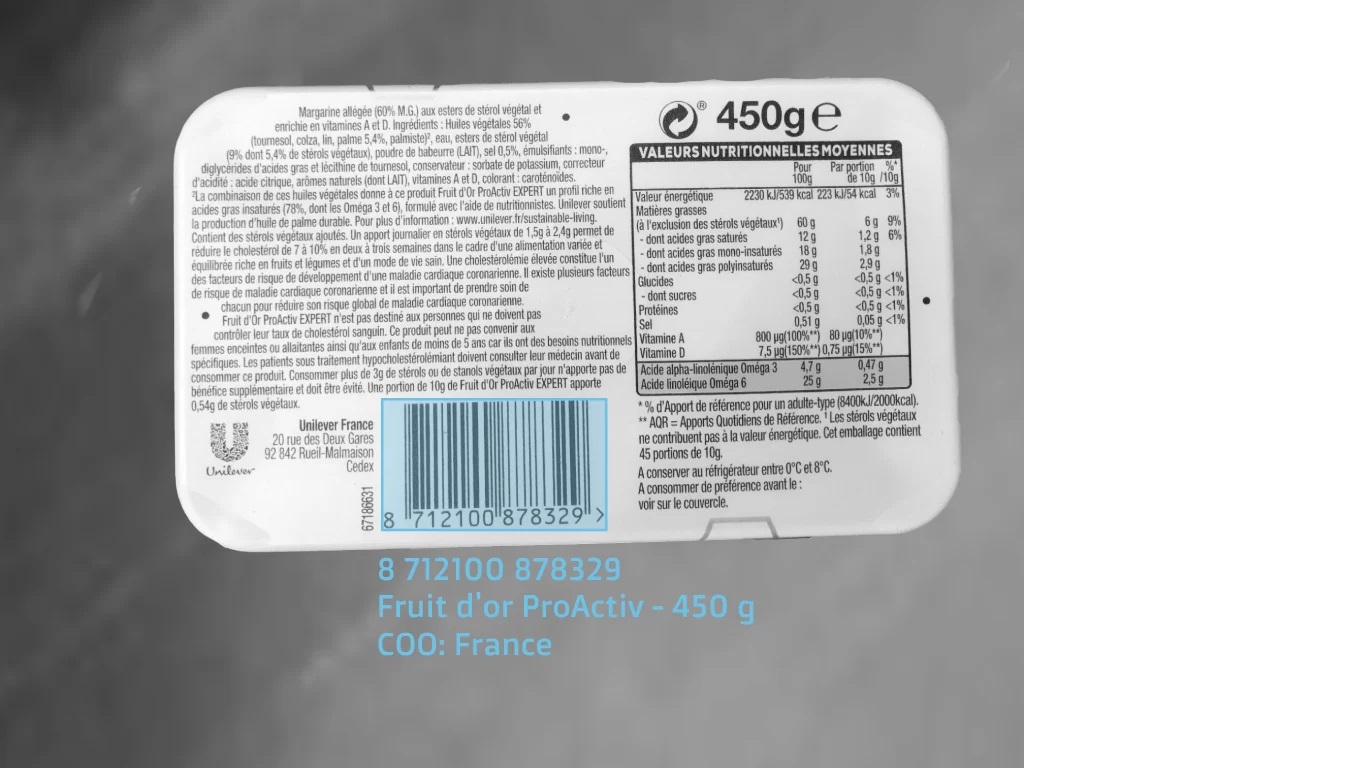 Margarine allégée (60% M.G.) aux esters de stérol végétal et
enrichie en vitamines A et D. Ingrédients : Huiles végétales 56%
(tournesol, colza, lin, palme 5,4%, palmiste)², eau, esters de stérol végétal
(9% dont 5,4% de stérols végétaux), poudre de babeurre (LAIT), sel 0,5%, émulsifiants : mono-,
diglycérides d'acides gras et lécithine de tournesol, conservateur : sorbate de potassium, correcteur
d'acidité : acide citrique, arômes naturels (dont LAIT), vitamines A et D, colorant : caroténoïdes.
²La combinaison de ces huiles végétales donne à ce produit Fruit d'Or ProActiv EXPERT un profil riche en
acides gras insaturés (78%, dont les Oméga 3 et 6), formulé avec l'aide de nutritionnistes. Unilever soutient
la production d'huile de palme durable. Pour plus d'information : www.unilever.fr/sustainable-living.
Contient des stérols végétaux ajoutés. Un apport journalier en stérols végétaux de 1,5g à 2,4g permet de
réduire le cholestérol de 7 à 10% en deux à trois semaines dans le cadre d'une alimentation variée et
équilibrée riche en fruits et légumes et d'un mode de vie sain. Une cholestérolémie élevée constitue l'un
des facteurs de risque de développement d'une maladie cardiaque coronarienne. Il existe plusieurs facteurs
de risque de maladie cardiaque coronarienne et il est important de prendre soin de
chacun pour réduire son risque global de maladie cardiaque coronarienne.
Fruit d'Or ProActiv EXPERT n'est pas destiné aux personnes qui ne doivent pas
contrôler leur taux de cholestérol sanguin. Ce produit peut ne pas convenir aux
femmes enceintes ou allaitantes ainsi qu'aux enfants de moins de 5 ans car ils ont des besoins nutritionnels
spécifiques. Les patients sous traitement hypocholestérolémiant doivent consulter leur médecin avant de
consommer ce produit. Consommer plus de 3g de stérols ou de stanols végétaux par jour n'apporte pas de
bénéfice supplémentaire et doit être évité. Une portion de 10g de Fruit d'Or ProActiv EXPERT apporte
0,54g de stérols végétaux.
Unilever
Unilever France
20 rue des Deux Gares
92 842 Rueil-Malmaison
Cedex
67186631
8 712100 878329 >
® 450g e
VALEURS NUTRITIONNELLES MOYENNES
Pour 100g Par portion de 10g %* /10g
Valeur énergétique 2230 kJ/539 kcal 223 kJ/54 kcal 3%
Matières grasses
(à l'exclusion des stérols végétaux¹) 60 g 6 g 9%
- dont acides gras saturés 12 g 1,2 g 6%
- dont acides gras mono-insaturés 18 g 1,8 g
- dont acides gras polyinsaturés 29 g 2,9 g
Glucides <0,5 g <0,5 g <1%
- dont sucres <0,5 g <0,5 g <1%
Protéines <0,5 g <0,5 g <1%
Sel 0,51 g 0,05 g <1%
Vitamine A 800 µg(100%**) 80 µg(10%**)
Vitamine D 7,5 µg(150%**) 0,75 µg(15%**)
Acide alpha-linolénique Oméga 3 4,7 g 0,47 g
Acide linoléique Oméga 6 25 g 2,5 g
* % d'Apport de référence pour un adulte-type (8400kJ/2000kcal).
** AQR = Apports Quotidiens de Référence. ¹ Les stérols végétaux
ne contribuent pas à la valeur énergétique. Cet emballage contient
45 portions de 10g.
A conserver au réfrigérateur entre 0°C et 8°C.
A consommer de préférence avant le :
voir sur le couvercle.
8 712100 878329
Fruit d'or ProActiv - 450 g
COO: France